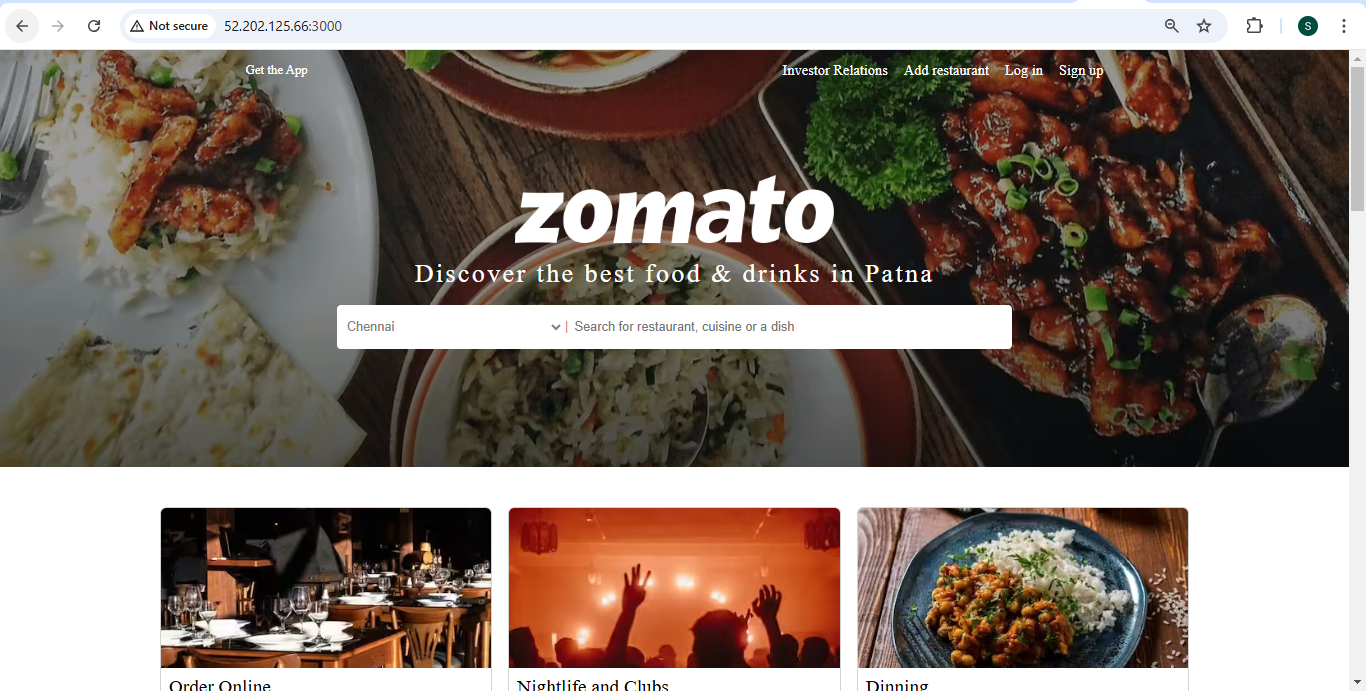 Not secure 52.202.125.66:3000 S
Get the App Investor Relations Add restaurant Log in Sign up
zomato
Discover the best food & drinks in Patna
Chennai | Search for restaurant, cuisine or a dish
Order Online Nightlife and Clubs Dinning